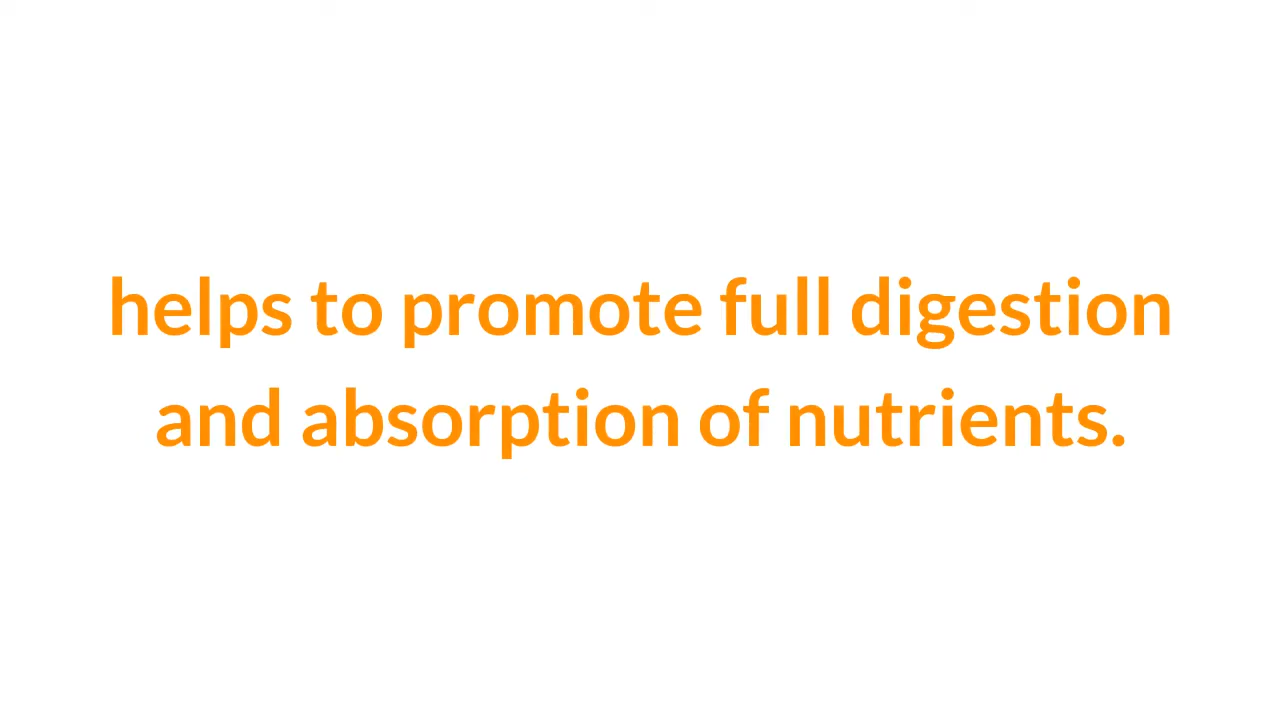 helps to promote full digestion
and absorption of nutrients.